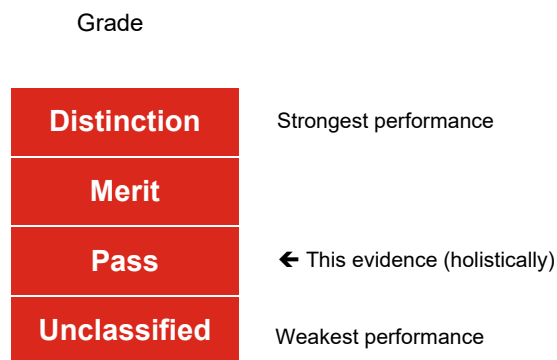 Grade
Distinction
Strongest performance
Merit
Pass
← This evidence (holistically)
Unclassified
Weakest performance